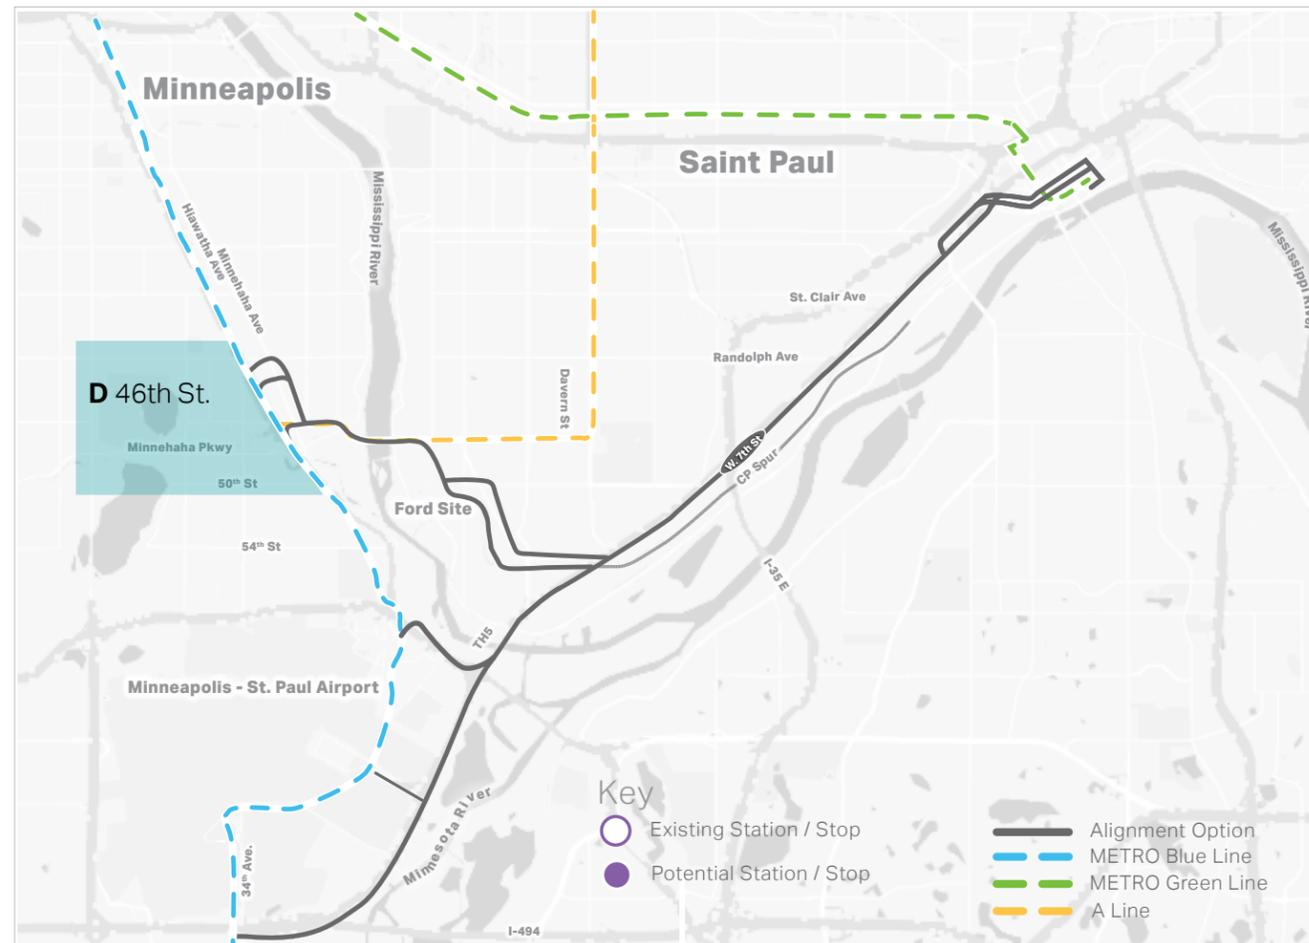 Minneapolis
Saint Paul
Mississippi River
Hiawatha Ave
Minnehaha Ave
Mississippi River
St. Clair Ave
Randolph Ave
Davern St
D 46th St.
Minnehaha Pkwy
50th St
W. 7th St
CP Spur
Ford Site
54th St
I-35 E
TH5
Minneapolis - St. Paul Airport
Minnesota River
34th Ave.
I-494
Key
Existing Station / Stop
Potential Station / Stop
Alignment Option
METRO Blue Line
METRO Green Line
A Line